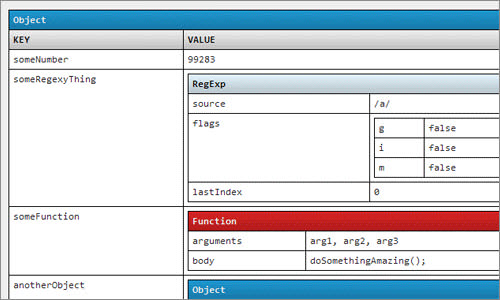 Object
KEY VALUE
someNumber 99283
someRegexyThing RegExp
source /a/
flags g false
i false
m false
lastIndex 0
someFunction Function
arguments arg1, arg2, arg3
body doSomethingAmazing();
anotherObject Object